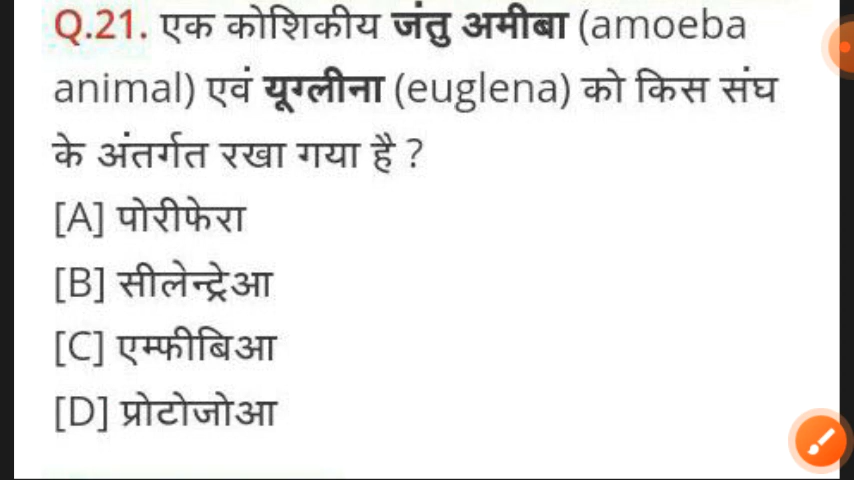 Q.21. एक कोशिकीय जंतु अमीबा (amoeba
animal) एवं यूग्लीना (euglena) को किस संघ
के अंतर्गत रखा गया है ?
[A] पोरीफेरा
[B] सीलेन्ट्रेआ
[C] एम्फीबिआ
[D] प्रोटोजोआ